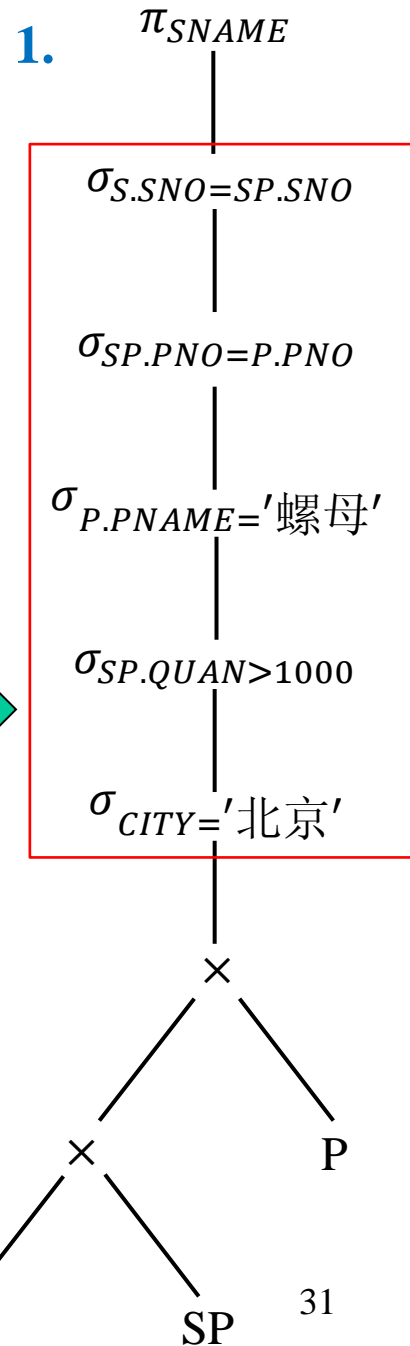 1.
π_SNAME
σ_S.SNO=SP.SNO
σ_SP.PNO=P.PNO
σ_P.PNAME='螺母'
σ_SP.QUAN>1000
σ_CITY='北京'
×
×
P
SP
31